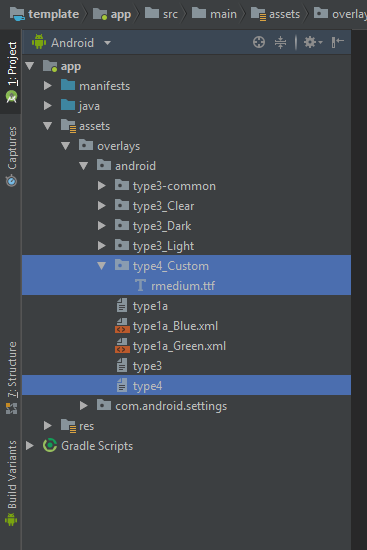 template app src main assets overlay
Android
1: Project
Captures
7: Structure
Build Variants
app
manifests
java
assets
overlays
android
type3-common
type3_Clear
type3_Dark
type3_Light
type4_Custom
rmedium.ttf
type1a
type1a_Blue.xml
type1a_Green.xml
type3
type4
com.android.settings
res
Gradle Scripts